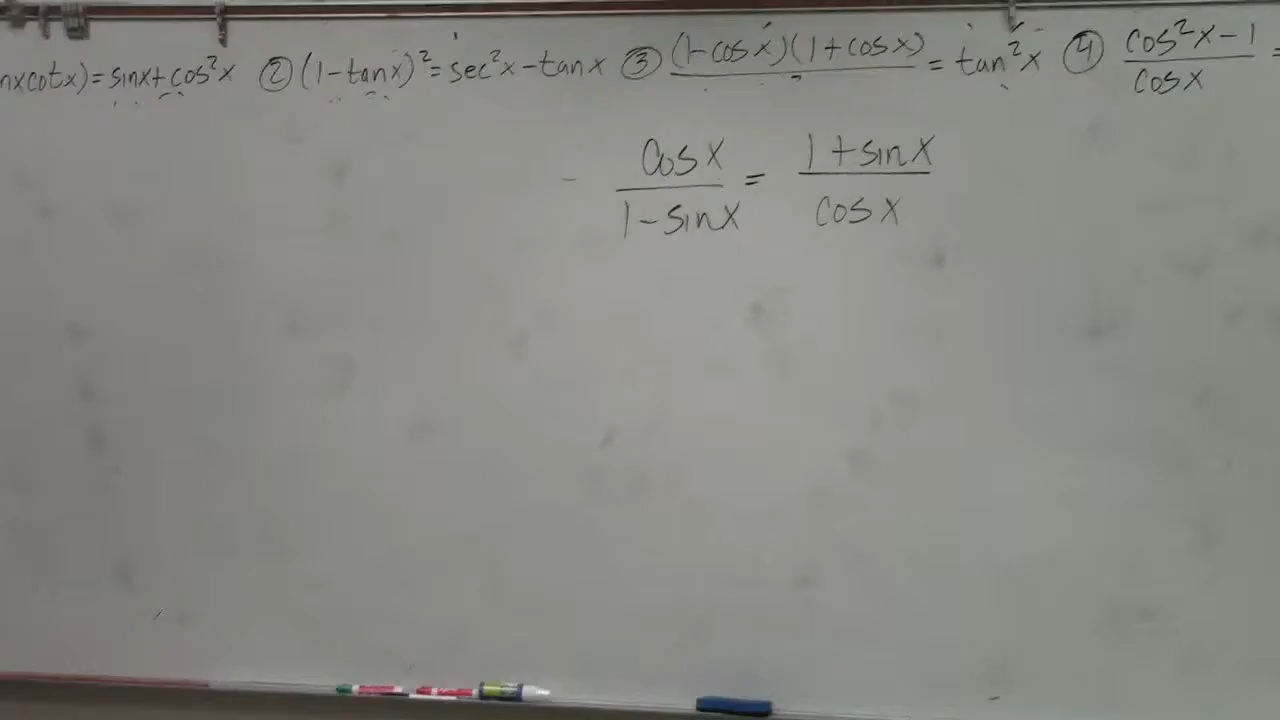 nxcotx)=sinx+cos²x ② (1-tanx)²=sec²x-tanx ③ (1-cosx)(1+cosx)/ = tan²x ④ cos²x-1/cosx =
cosx/1-sinx = 1+sinx/cosx